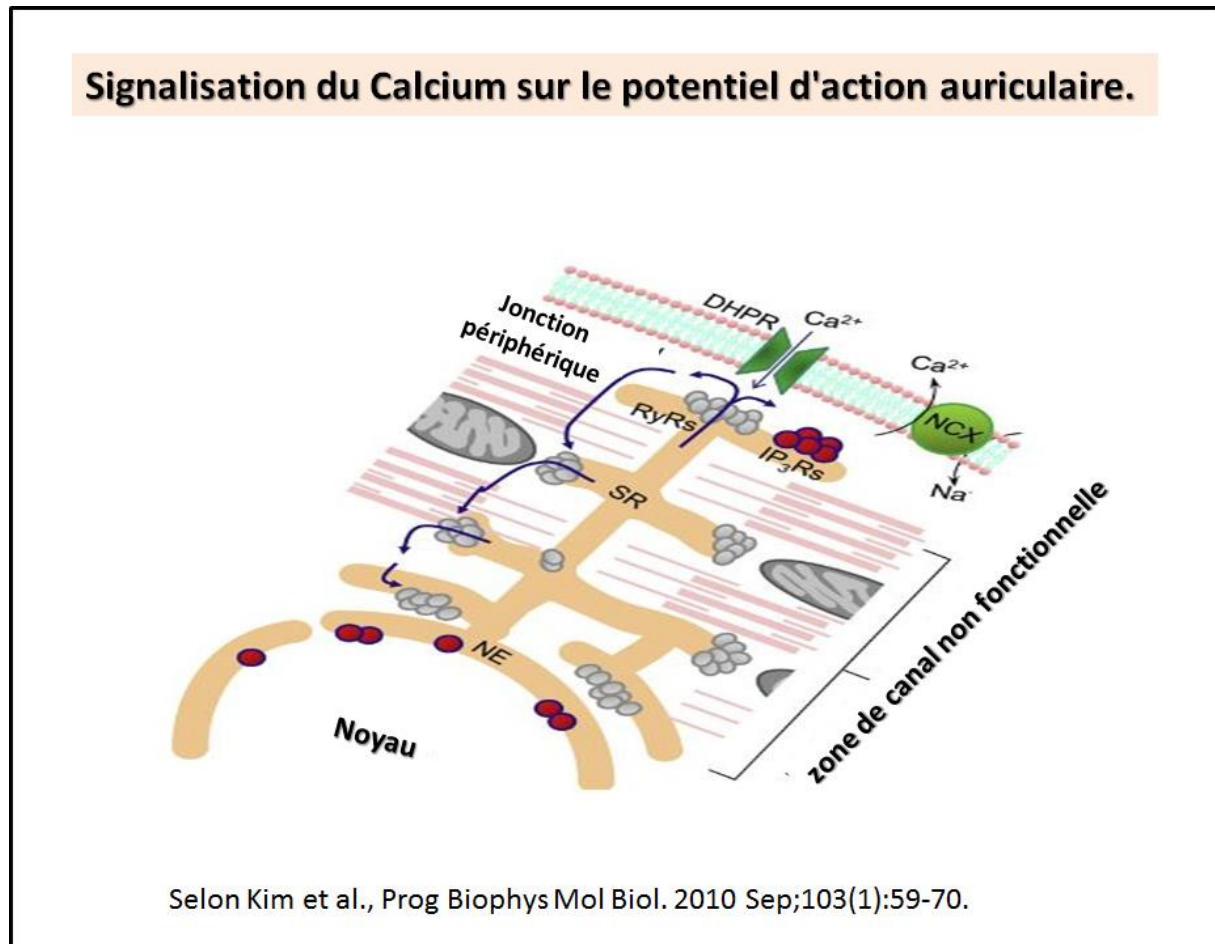 Signalisation du Calcium sur le potentiel d'action auriculaire.
Jonction
périphérique
DHPR
Ca²⁺
Ca²⁺
RyRs
NCX
IP₃Rs
SR
Na⁻
NE
Noyau
zone de canal non fonctionnelle
Selon Kim et al., Prog Biophys Mol Biol. 2010 Sep;103(1):59-70.